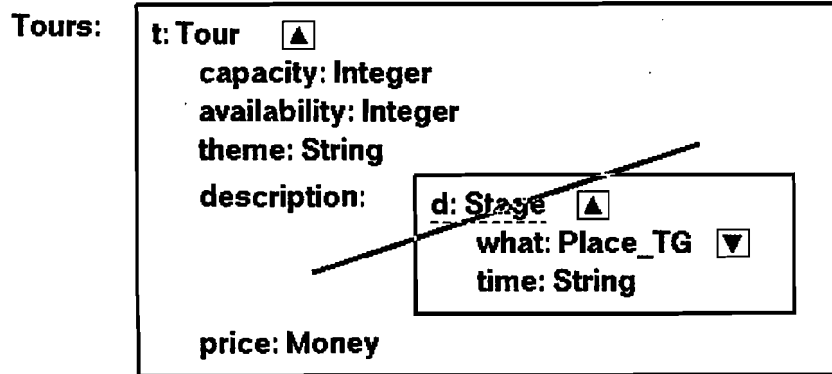 Tours:
t: Tour ▲
capacity: Integer
availability: Integer
theme: String
description:
d: Stage ▲
what: Place_TG ▼
time: String
price: Money